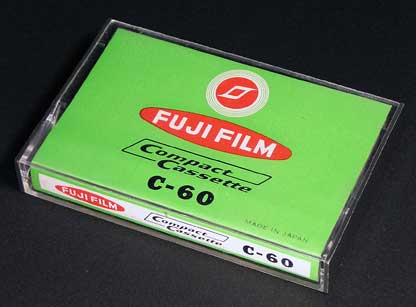 FUJI FILM
Compact
Cassette
C-60
MADE IN JAPAN
FUJI FILM
Compact
Cassette
C-60